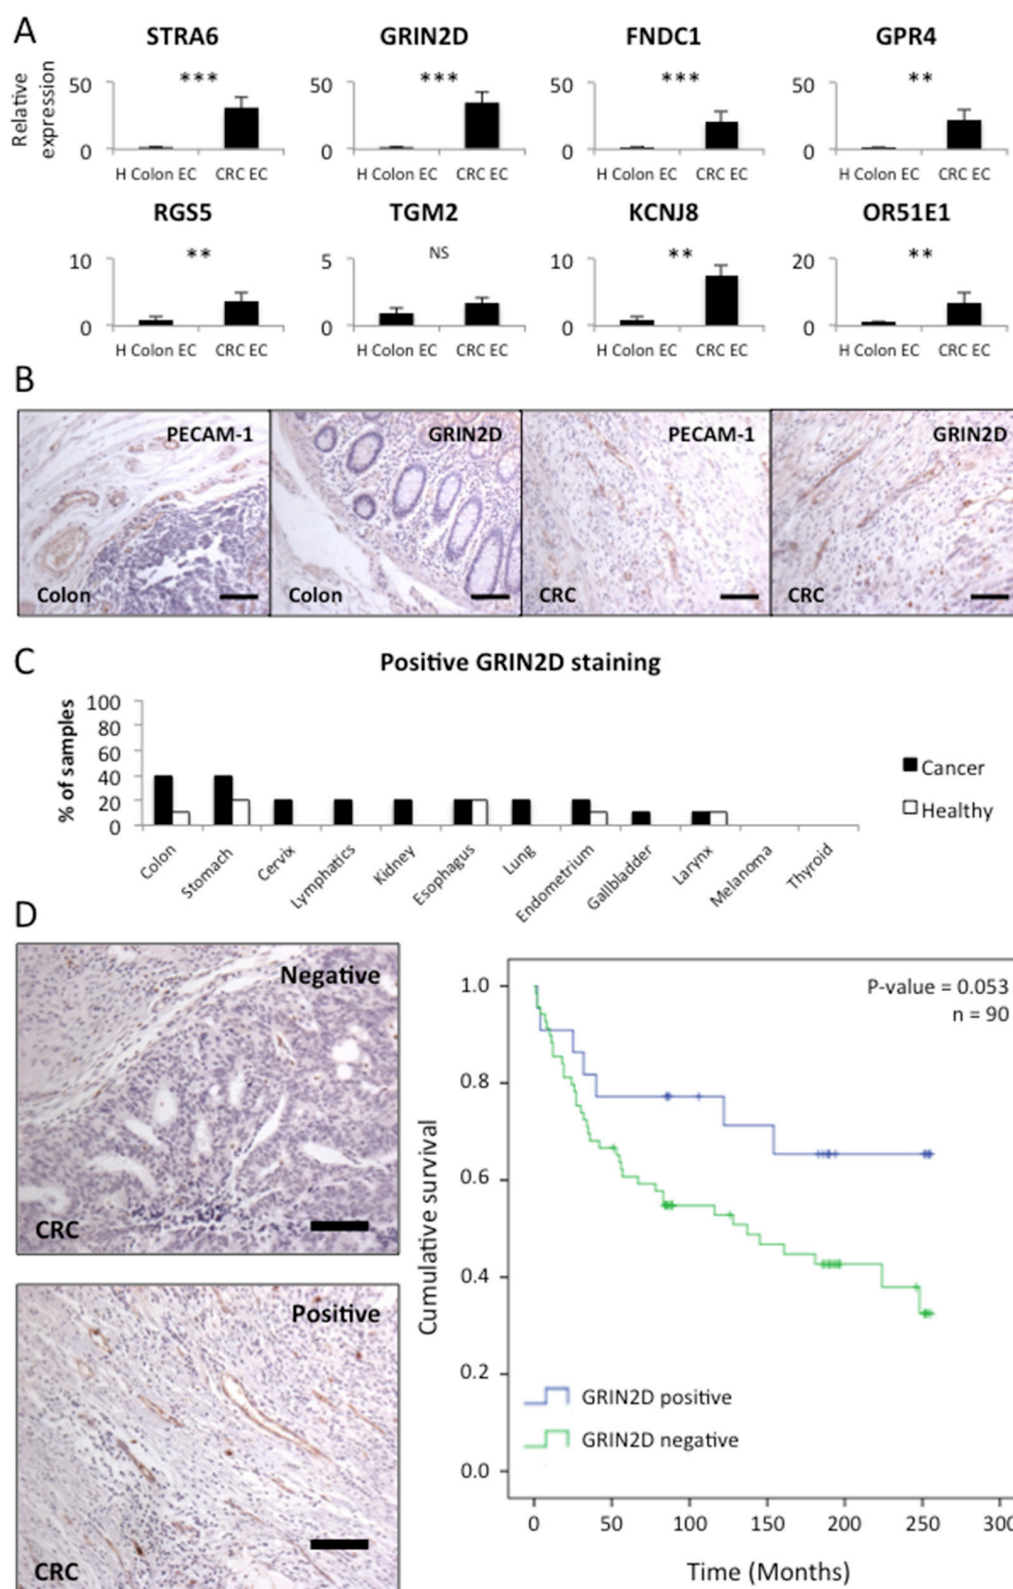 A
STRA6 GRIN2D FNDC1 GPR4
Relative expression
50 *** 50 *** 50 *** 50 **
0 0 0 0
H Colon EC CRC EC H Colon EC CRC EC H Colon EC CRC EC H Colon EC CRC EC
RGS5 TGM2 KCNJ8 OR51E1
10 ** 5 NS 10 ** 20 **
0 0 0 0
H Colon EC CRC EC H Colon EC CRC EC H Colon EC CRC EC H Colon EC CRC EC
B
PECAM-1 GRIN2D PECAM-1 GRIN2D
Colon Colon CRC CRC
C
Positive GRIN2D staining
% of samples
100
80
60
40
20
0
Cancer
Healthy
Colon Stomach Cervix Lymphatics Kidney Esophagus Lung Endometrium Gallbladder Larynx Melanoma Thyroid
D
Negative
CRC
Positive
CRC
P-value = 0.053
n = 90
Cumulative survival
1.0
0.8
0.6
0.4
0.2
0.0
GRIN2D positive
GRIN2D negative
0 50 100 150 200 250 300
Time (Months)